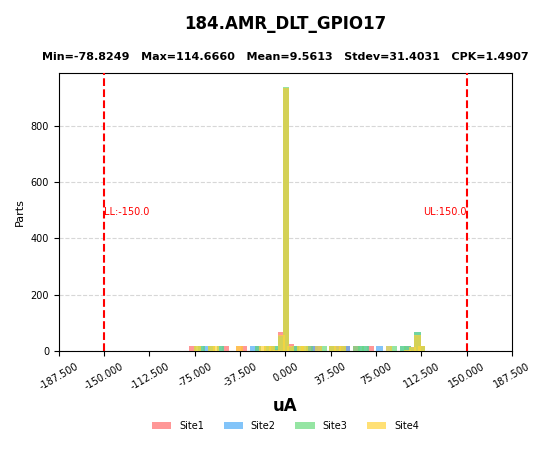 184.AMR_DLT_GPIO17
Min=-78.8249 Max=114.6660 Mean=9.5613 Stdev=31.4031 CPK=1.4907
Parts
800
600
400
200
0
LL:-150.0
UL:150.0
-187.500 -150.000 -112.500 -75.000 -37.500 0.000 37.500 75.000 112.500 150.000 187.500
uA
Site1 Site2 Site3 Site4